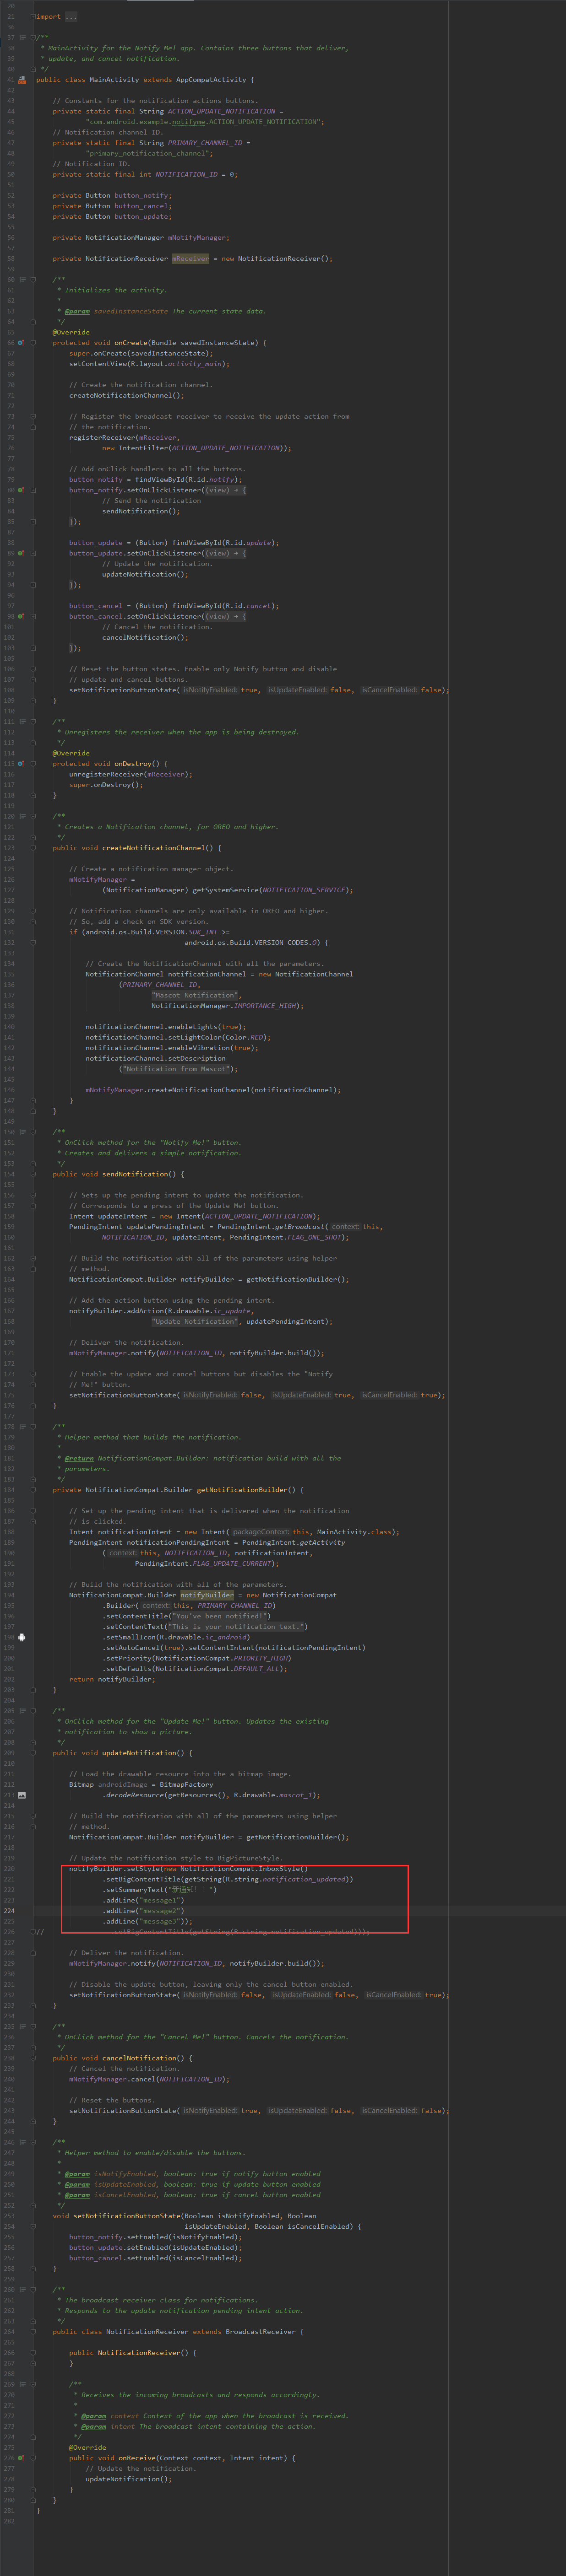 20
21 import ...
36
37 /**
38 * MainActivity for the Notify Me! app. Contains three buttons that deliver,
39 * update, and cancel notification.
40 */
41 public class MainActivity extends AppCompatActivity {
42
43 // Constants for the notification actions buttons.
44 private static final String ACTION_UPDATE_NOTIFICATION =
45 "com.android.example.notifyme.ACTION_UPDATE_NOTIFICATION";
46 // Notification channel ID.
47 private static final String PRIMARY_CHANNEL_ID =
48 "primary_notification_channel";
49 // Notification ID.
50 private static final int NOTIFICATION_ID = 0;
51
52 private Button button_notify;
53 private Button button_cancel;
54 private Button button_update;
55
56 private NotificationManager mNotifyManager;
57
58 private NotificationReceiver mReceiver = new NotificationReceiver();
59
60 /**
61 * Initializes the activity.
62 *
63 * @param savedInstanceState The current state data.
64 */
65 @Override
66 protected void onCreate(Bundle savedInstanceState) {
67 super.onCreate(savedInstanceState);
68 setContentView(R.layout.activity_main);
69
70 // Create the notification channel.
71 createNotificationChannel();
72
73 // Register the broadcast receiver to receive the update action from
74 // the notification.
75 registerReceiver(mReceiver,
76 new IntentFilter(ACTION_UPDATE_NOTIFICATION));
77
78 // Add onClick handlers to all the buttons.
79 button_notify = findViewById(R.id.notify);
80 button_notify.setOnClickListener((view) → {
83 // Send the notification
84 sendNotification();
85 });
87
88 button_update = (Button) findViewById(R.id.update);
89 button_update.setOnClickListener((view) → {
92 // Update the notification.
93 updateNotification();
94 });
96
97 button_cancel = (Button) findViewById(R.id.cancel);
98 button_cancel.setOnClickListener((view) → {
101 // Cancel the notification.
102 cancelNotification();
103 });
105
106 // Reset the button states. Enable only Notify button and disable
107 // update and cancel buttons.
108 setNotificationButtonState( isNotifyEnabled: true, isUpdateEnabled: false, isCancelEnabled: false);
109 }
110
111 /**
112 * Unregisters the receiver when the app is being destroyed.
113 */
114 @Override
115 protected void onDestroy() {
116 unregisterReceiver(mReceiver);
117 super.onDestroy();
118 }
119
120 /**
121 * Creates a Notification channel, for OREO and higher.
122 */
123 public void createNotificationChannel() {
124
125 // Create a notification manager object.
126 mNotifyManager =
127 (NotificationManager) getSystemService(NOTIFICATION_SERVICE);
128
129 // Notification channels are only available in OREO and higher.
130 // So, add a check on SDK version.
131 if (android.os.Build.VERSION.SDK_INT >=
132 android.os.Build.VERSION_CODES.O) {
133
134 // Create the NotificationChannel with all the parameters.
135 NotificationChannel notificationChannel = new NotificationChannel
136 (PRIMARY_CHANNEL_ID,
137 "Mascot Notification",
138 NotificationManager.IMPORTANCE_HIGH);
139
140 notificationChannel.enableLights(true);
141 notificationChannel.setLightColor(Color.RED);
142 notificationChannel.enableVibration(true);
143 notificationChannel.setDescription
144 ("Notification from Mascot");
145
146 mNotifyManager.createNotificationChannel(notificationChannel);
147 }
148 }
149
150 /**
151 * OnClick method for the "Notify Me!" button.
152 * Creates and delivers a simple notification.
153 */
154 public void sendNotification() {
155
156 // Sets up the pending intent to update the notification.
157 // Corresponds to a press of the Update Me! button.
158 Intent updateIntent = new Intent(ACTION_UPDATE_NOTIFICATION);
159 PendingIntent updatePendingIntent = PendingIntent.getBroadcast( context: this,
160 NOTIFICATION_ID, updateIntent, PendingIntent.FLAG_ONE_SHOT);
161
162 // Build the notification with all of the parameters using helper
163 // method.
164 NotificationCompat.Builder notifyBuilder = getNotificationBuilder();
165
166 // Add the action button using the pending intent.
167 notifyBuilder.addAction(R.drawable.ic_update,
168 "Update Notification", updatePendingIntent);
169
170 // Deliver the notification.
171 mNotifyManager.notify(NOTIFICATION_ID, notifyBuilder.build());
172
173 // Enable the update and cancel buttons but disables the "Notify
174 // Me!" button.
175 setNotificationButtonState( isNotifyEnabled: false, isUpdateEnabled: true, isCancelEnabled: true);
176 }
177
178 /**
179 * Helper method that builds the notification.
180 *
181 * @return NotificationCompat.Builder: notification build with all the
182 * parameters.
183 */
184 private NotificationCompat.Builder getNotificationBuilder() {
185
186 // Set up the pending intent that is delivered when the notification
187 // is clicked.
188 Intent notificationIntent = new Intent( packageContext: this, MainActivity.class);
189 PendingIntent notificationPendingIntent = PendingIntent.getActivity
190 ( context: this, NOTIFICATION_ID, notificationIntent,
191 PendingIntent.FLAG_UPDATE_CURRENT);
192
193 // Build the notification with all of the parameters.
194 NotificationCompat.Builder notifyBuilder = new NotificationCompat
195 .Builder( context: this, PRIMARY_CHANNEL_ID)
196 .setContentTitle("You've been notified!")
197 .setContentText("This is your notification text.")
198 .setSmallIcon(R.drawable.ic_android)
199 .setAutoCancel(true).setContentIntent(notificationPendingIntent)
200 .setPriority(NotificationCompat.PRIORITY_HIGH)
201 .setDefaults(NotificationCompat.DEFAULT_ALL);
202 return notifyBuilder;
203 }
204
205 /**
206 * OnClick method for the "Update Me!" button. Updates the existing
207 * notification to show a picture.
208 */
209 public void updateNotification() {
210
211 // Load the drawable resource into the a bitmap image.
212 Bitmap androidImage = BitmapFactory
213 .decodeResource(getResources(), R.drawable.mascot_1);
214
215 // Build the notification with all of the parameters using helper
216 // method.
217 NotificationCompat.Builder notifyBuilder = getNotificationBuilder();
218
219 // Update the notification style to BigPictureStyle.
220 notifyBuilder.setStyle(new NotificationCompat.InboxStyle()
221 .setBigContentTitle(getString(R.string.notification_updated))
222 .setSummaryText("新通知！！")
223 .addLine("message1")
224 .addLine("message2")
225 .addLine("message3"));
226 // .setBigContentTitle(getString(R.string.notification_updated)));
227
228 // Deliver the notification.
229 mNotifyManager.notify(NOTIFICATION_ID, notifyBuilder.build());
230
231 // Disable the update button, leaving only the cancel button enabled.
232 setNotificationButtonState( isNotifyEnabled: false, isUpdateEnabled: false, isCancelEnabled: true);
233 }
234
235 /**
236 * OnClick method for the "Cancel Me!" button. Cancels the notification.
237 */
238 public void cancelNotification() {
239 // Cancel the notification.
240 mNotifyManager.cancel(NOTIFICATION_ID);
241
242 // Reset the buttons.
243 setNotificationButtonState( isNotifyEnabled: true, isUpdateEnabled: false, isCancelEnabled: false);
244 }
245
246 /**
247 * Helper method to enable/disable the buttons.
248 *
249 * @param isNotifyEnabled, boolean: true if notify button enabled
250 * @param isUpdateEnabled, boolean: true if update button enabled
251 * @param isCancelEnabled, boolean: true if cancel button enabled
252 */
253 void setNotificationButtonState(Boolean isNotifyEnabled, Boolean
254 isUpdateEnabled, Boolean isCancelEnabled) {
255 button_notify.setEnabled(isNotifyEnabled);
256 button_update.setEnabled(isUpdateEnabled);
257 button_cancel.setEnabled(isCancelEnabled);
258 }
259
260 /**
261 * The broadcast receiver class for notifications.
262 * Responds to the update notification pending intent action.
263 */
264 public class NotificationReceiver extends BroadcastReceiver {
265
266 public NotificationReceiver() {
267 }
268
269 /**
270 * Receives the incoming broadcasts and responds accordingly.
271 *
272 * @param context Context of the app when the broadcast is received.
273 * @param intent The broadcast intent containing the action.
274 */
275 @Override
276 public void onReceive(Context context, Intent intent) {
277 // Update the notification.
278 updateNotification();
279 }
280 }
281 }
282